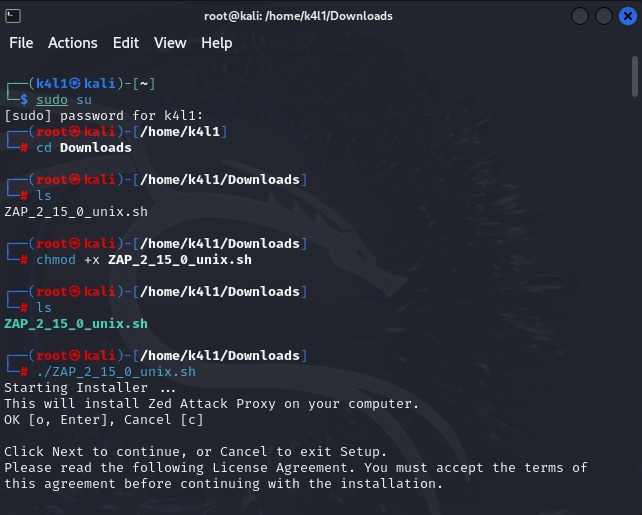 root@kali: /home/k4l1/Downloads
File Actions Edit View Help
┌──(k4l1㉿kali)-[~]
└─$ sudo su
[sudo] password for k4l1:
┌──(root㉿kali)-[/home/k4l1]
└─# cd Downloads
┌──(root㉿kali)-[/home/k4l1/Downloads]
└─# ls
ZAP_2_15_0_unix.sh
┌──(root㉿kali)-[/home/k4l1/Downloads]
└─# chmod +x ZAP_2_15_0_unix.sh
┌──(root㉿kali)-[/home/k4l1/Downloads]
└─# ls
ZAP_2_15_0_unix.sh
┌──(root㉿kali)-[/home/k4l1/Downloads]
└─# ./ZAP_2_15_0_unix.sh
Starting Installer ...
This will install Zed Attack Proxy on your computer.
OK [o, Enter], Cancel [c]
Click Next to continue, or Cancel to exit Setup.
Please read the following License Agreement. You must accept the terms of
this agreement before continuing with the installation.